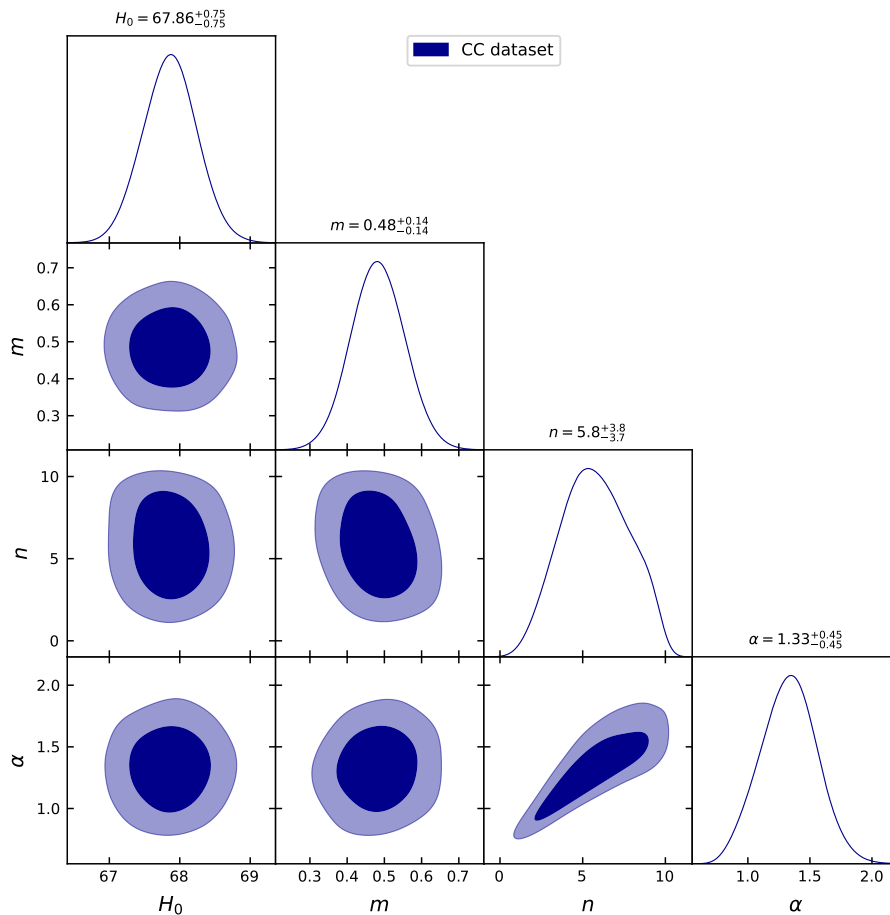 H₀ = 67.86⁺⁰·⁷⁵₋₀.₇₅
CC dataset
m = 0.48⁺⁰·¹⁴₋₀.₁₄
0.7
0.6
0.5
0.4
0.3
m
n = 5.8⁺³·⁸₋₃.₇
10
5
0
n
α = 1.33⁺⁰·⁴⁵₋₀.₄₅
2.0
1.5
1.0
α
67 68 69 0.3 0.4 0.5 0.6 0.7 0 5 10 1.0 1.5 2.0
H₀ m n α